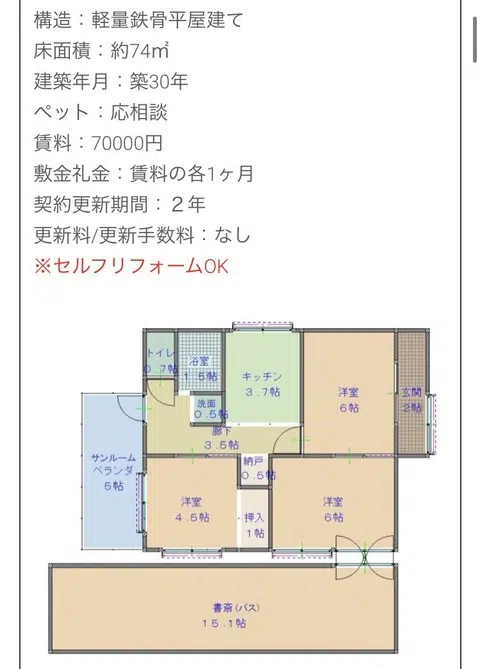 構造：軽量鉄骨平屋建て
床面積：約74㎡
建築年月：築30年
ペット：応相談
賃料：70000円
敷金礼金：賃料の各1ヶ月
契約更新期間：２年
更新料/更新手数料：なし
※セルフリフォームOK
トイレ
0.7帖
浴室
1.5帖
キッチン
3.7帖
洋室
6帖
玄関
2帖
洗面
0.5帖
廊下
3.5帖
サンルーム
ベランダ
5帖
納戸
0.5帖
洋室
4.5帖
押入
1帖
洋室
6帖
書斎(バス)
15.1帖